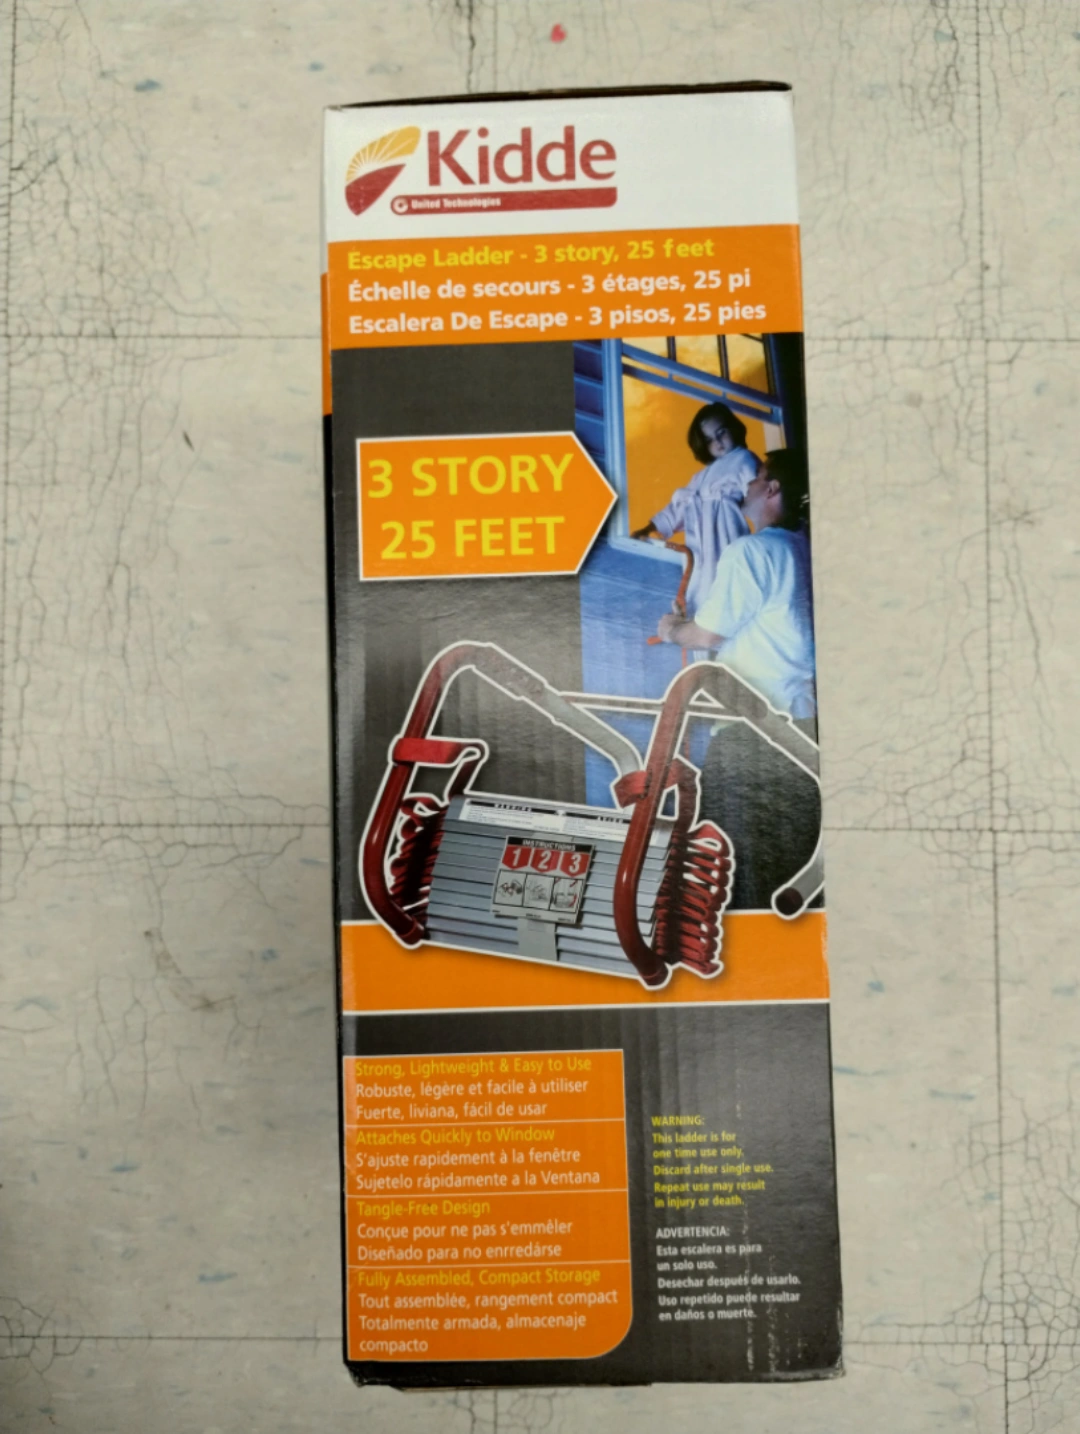 Kidde
United Technologies
Escape Ladder - 3 story, 25 feet
Échelle de secours - 3 étages, 25 pi
Escalera De Escape - 3 pisos, 25 pies
3 STORY
25 FEET
INSTRUCTIONS
1 2 3
Strong, Lightweight & Easy to Use
Robuste, légère et facile à utiliser
Fuerte, liviana, fácil de usar
Attaches Quickly to Window
S'ajuste rapidement à la fenêtre
Sujetelo rápidamente a la Ventana
Tangle-Free Design
Conçue pour ne pas s'emmêler
Diseñado para no enrredárse
Fully Assembled, Compact Storage
Tout assemblée, rangement compact
Totalmente armada, almacenaje
compacto
WARNING:
This ladder is for
one time use only.
Discard after single use.
Repeat use may result
in injury or death.
ADVERTENCIA:
Esta escalera es para
un solo uso.
Desechar después de usarlo.
Uso repetido puede resultar
en daños o muerte.